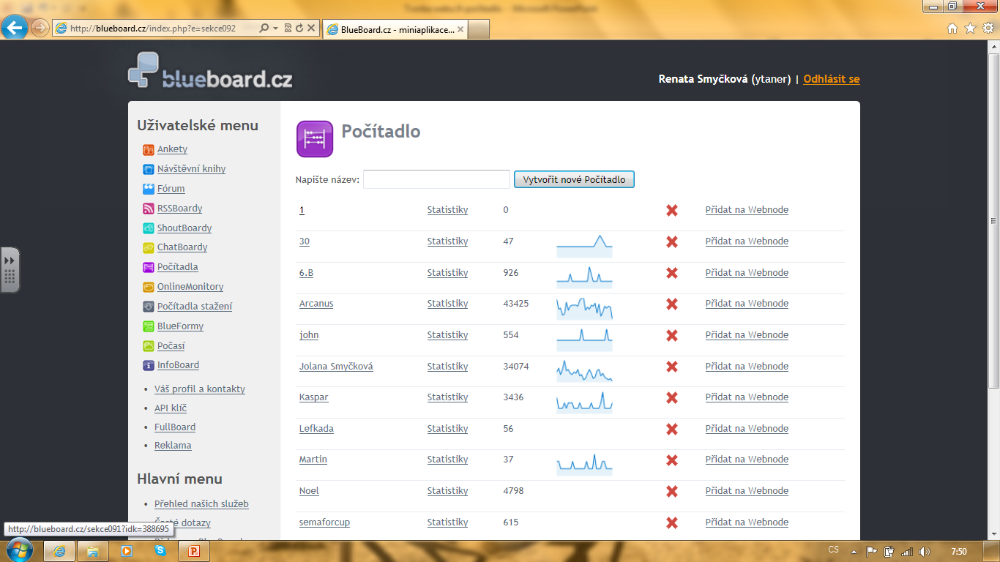 http://blueboard.cz/index.php?e=sekce092
BlueBoard.cz - miniaplikace...
blueboard.cz
Renata Smyčková (ytaner) | Odhlásit se
Uživatelské menu
Ankety
Návštěvní knihy
Fórum
RSSBoardy
ShoutBoardy
ChatBoardy
Počítadla
OnlineMonitory
Počítadla stažení
BlueFormy
Počasí
InfoBoard
• Váš profil a kontakty
• API klíč
• FullBoard
• Reklama
Hlavní menu
• Přehled našich služeb
Časté dotazy
Počítadlo
Napište název: Vytvořit nové Počítadlo
1 Statistiky 0 Přidat na Webnode
30 Statistiky 47 Přidat na Webnode
6.B Statistiky 926 Přidat na Webnode
Arcanus Statistiky 43425 Přidat na Webnode
john Statistiky 554 Přidat na Webnode
Jolana Smyčková Statistiky 34074 Přidat na Webnode
Kaspar Statistiky 3436 Přidat na Webnode
Lefkada Statistiky 56 Přidat na Webnode
Martin Statistiky 37 Přidat na Webnode
Noel Statistiky 4798 Přidat na Webnode
semaforcup Statistiky 615 Přidat na Webnode
http://blueboard.cz/sekce091?idk=388695
CS 7:50